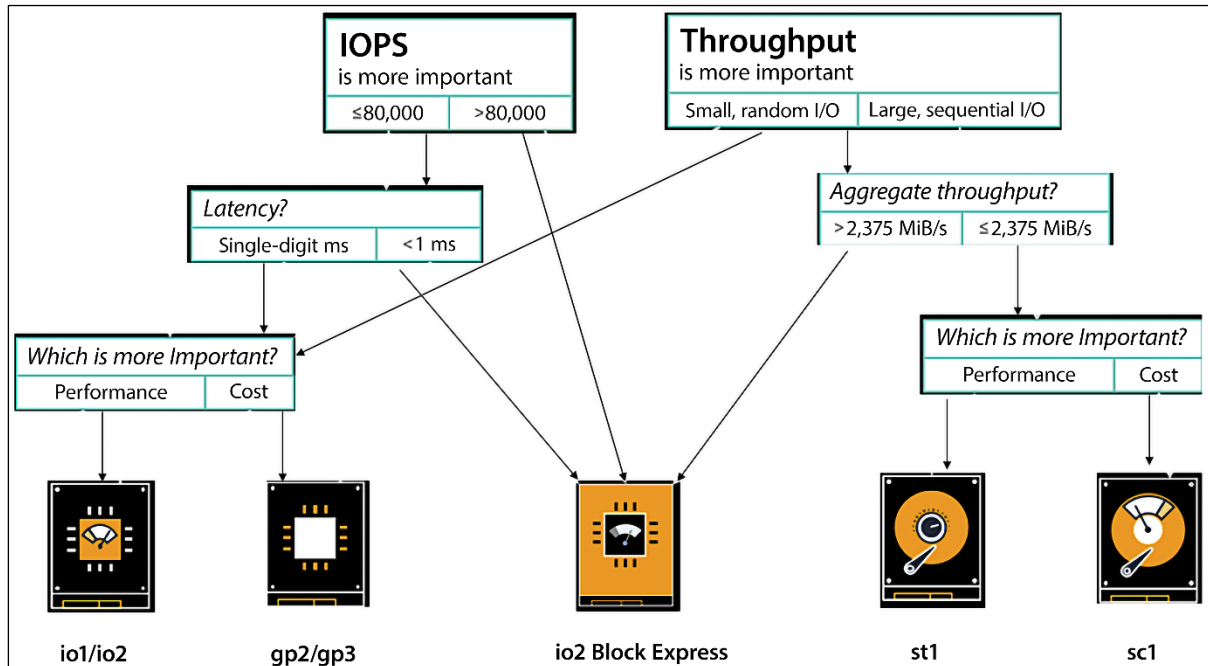 IOPS
is more important
≤80,000
>80,000
Throughput
is more important
Small, random I/O
Large, sequential I/O
Latency?
Single-digit ms
<1 ms
Aggregate throughput?
>2,375 MiB/s
≤2,375 MiB/s
Which is more Important?
Performance
Cost
Which is more Important?
Performance
Cost
io1/io2
gp2/gp3
io2 Block Express
st1
sc1